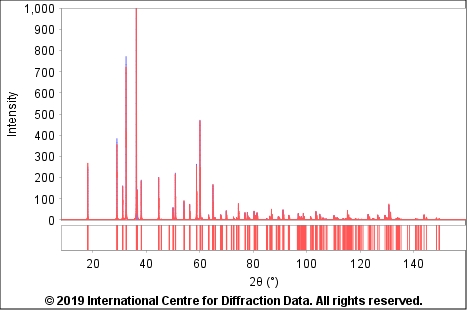 1,000
900
800
700
600
500
400
300
200
100
0
Intensity
20 40 60 80 100 120 140
2θ (°)
© 2019 International Centre for Diffraction Data. All rights reserved.